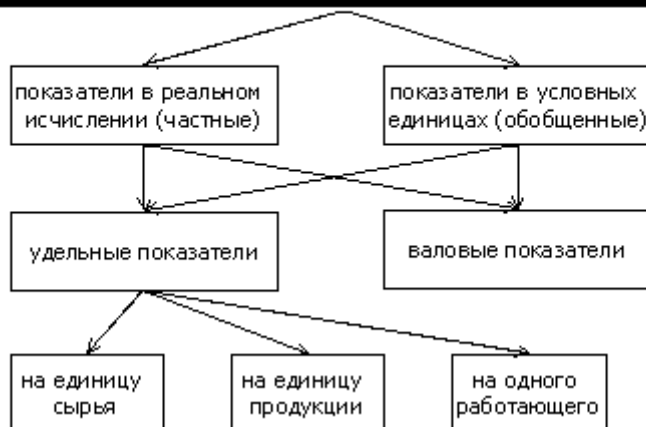 показатели в реальном
исчислении (частные)
показатели в условных
единицах (обобщенные)
удельные показатели
валовые показатели
на единицу
сырья
на единицу
продукции
на одного
работающего